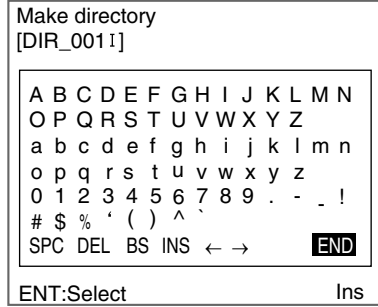 Make directory
[DIR_001I]
A B C D E F G H I J K L M N
O P Q R S T U V W X Y Z
a b c d e f g h i j k l m n
o p q r s t u v w x y z
0 1 2 3 4 5 6 7 8 9 . - _ !
# $ % ‘ ( ) ^ `
SPC DEL BS INS ← → END
ENT:Select Ins